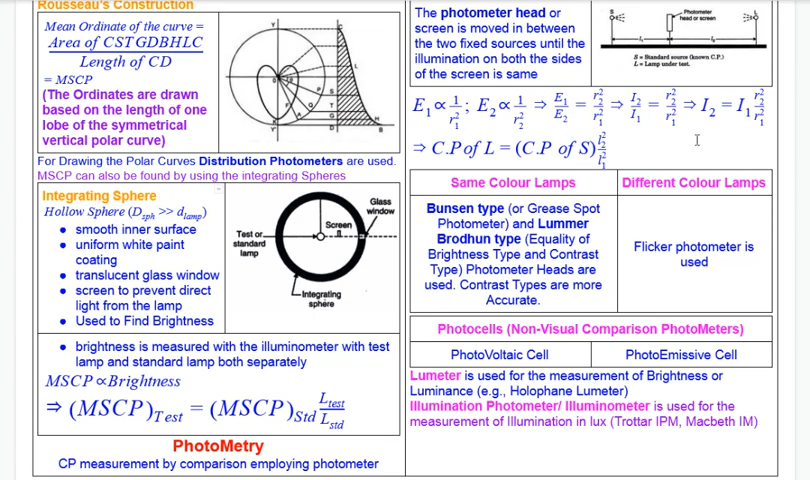 Rousseau's Construction
Mean Ordinate of the curve =
Area of CSTGDBHLC
Length of CD
= MSCP
(The Ordinates are drawn
based on the length of one
lobe of the symmetrical
vertical polar curve)
For Drawing the Polar Curves Distribution Photometers are used.
MSCP can also be found by using the integrating Spheres
Integrating Sphere
Hollow Sphere (D_sph >> d_lamp)
• smooth inner surface
• uniform white paint
coating
• translucent glass window
• screen to prevent direct
light from the lamp
• Used to Find Brightness
Test or
standard
lamp
Screen
Glass
window
Integrating
sphere
• brightness is measured with the illuminometer with test
lamp and standard lamp both separately
MSCP ∝ Brightness
⇒ (MSCP)_Test = (MSCP)_Std L_test/L_std
PhotoMetry
CP measurement by comparison employing photometer
The photometer head or
screen is moved in between
the two fixed sources until the
illumination on both the sides
of the screen is same
Photometer
head or screen
S = Standard source (known C.P.)
L = Lamp under test.
E₁ ∝ 1/r₁²; E₂ ∝ 1/r₂² ⇒ E₁/E₂ = r₂²/r₁² ⇒ I₂/I₁ = r₂²/r₁² ⇒ I₂ = I₁ r₂²/r₁²
⇒ C.P of L = (C.P of S) l₂²/l₁²
Same Colour Lamps
Different Colour Lamps
Bunsen type (or Grease Spot
Photometer) and Lummer
Brodhun type (Equality of
Brightness Type and Contrast
Type) Photometer Heads are
used. Contrast Types are more
Accurate.
Flicker photometer is
used
Photocells (Non-Visual Comparison PhotoMeters)
PhotoVoltaic Cell
PhotoEmissive Cell
Lumeter is used for the measurement of Brightness or
Luminance (e.g., Holophane Lumeter)
Illumination Photometer/ Illuminometer is used for the
measurement of Illumination in lux (Trottar IPM, Macbeth IM)